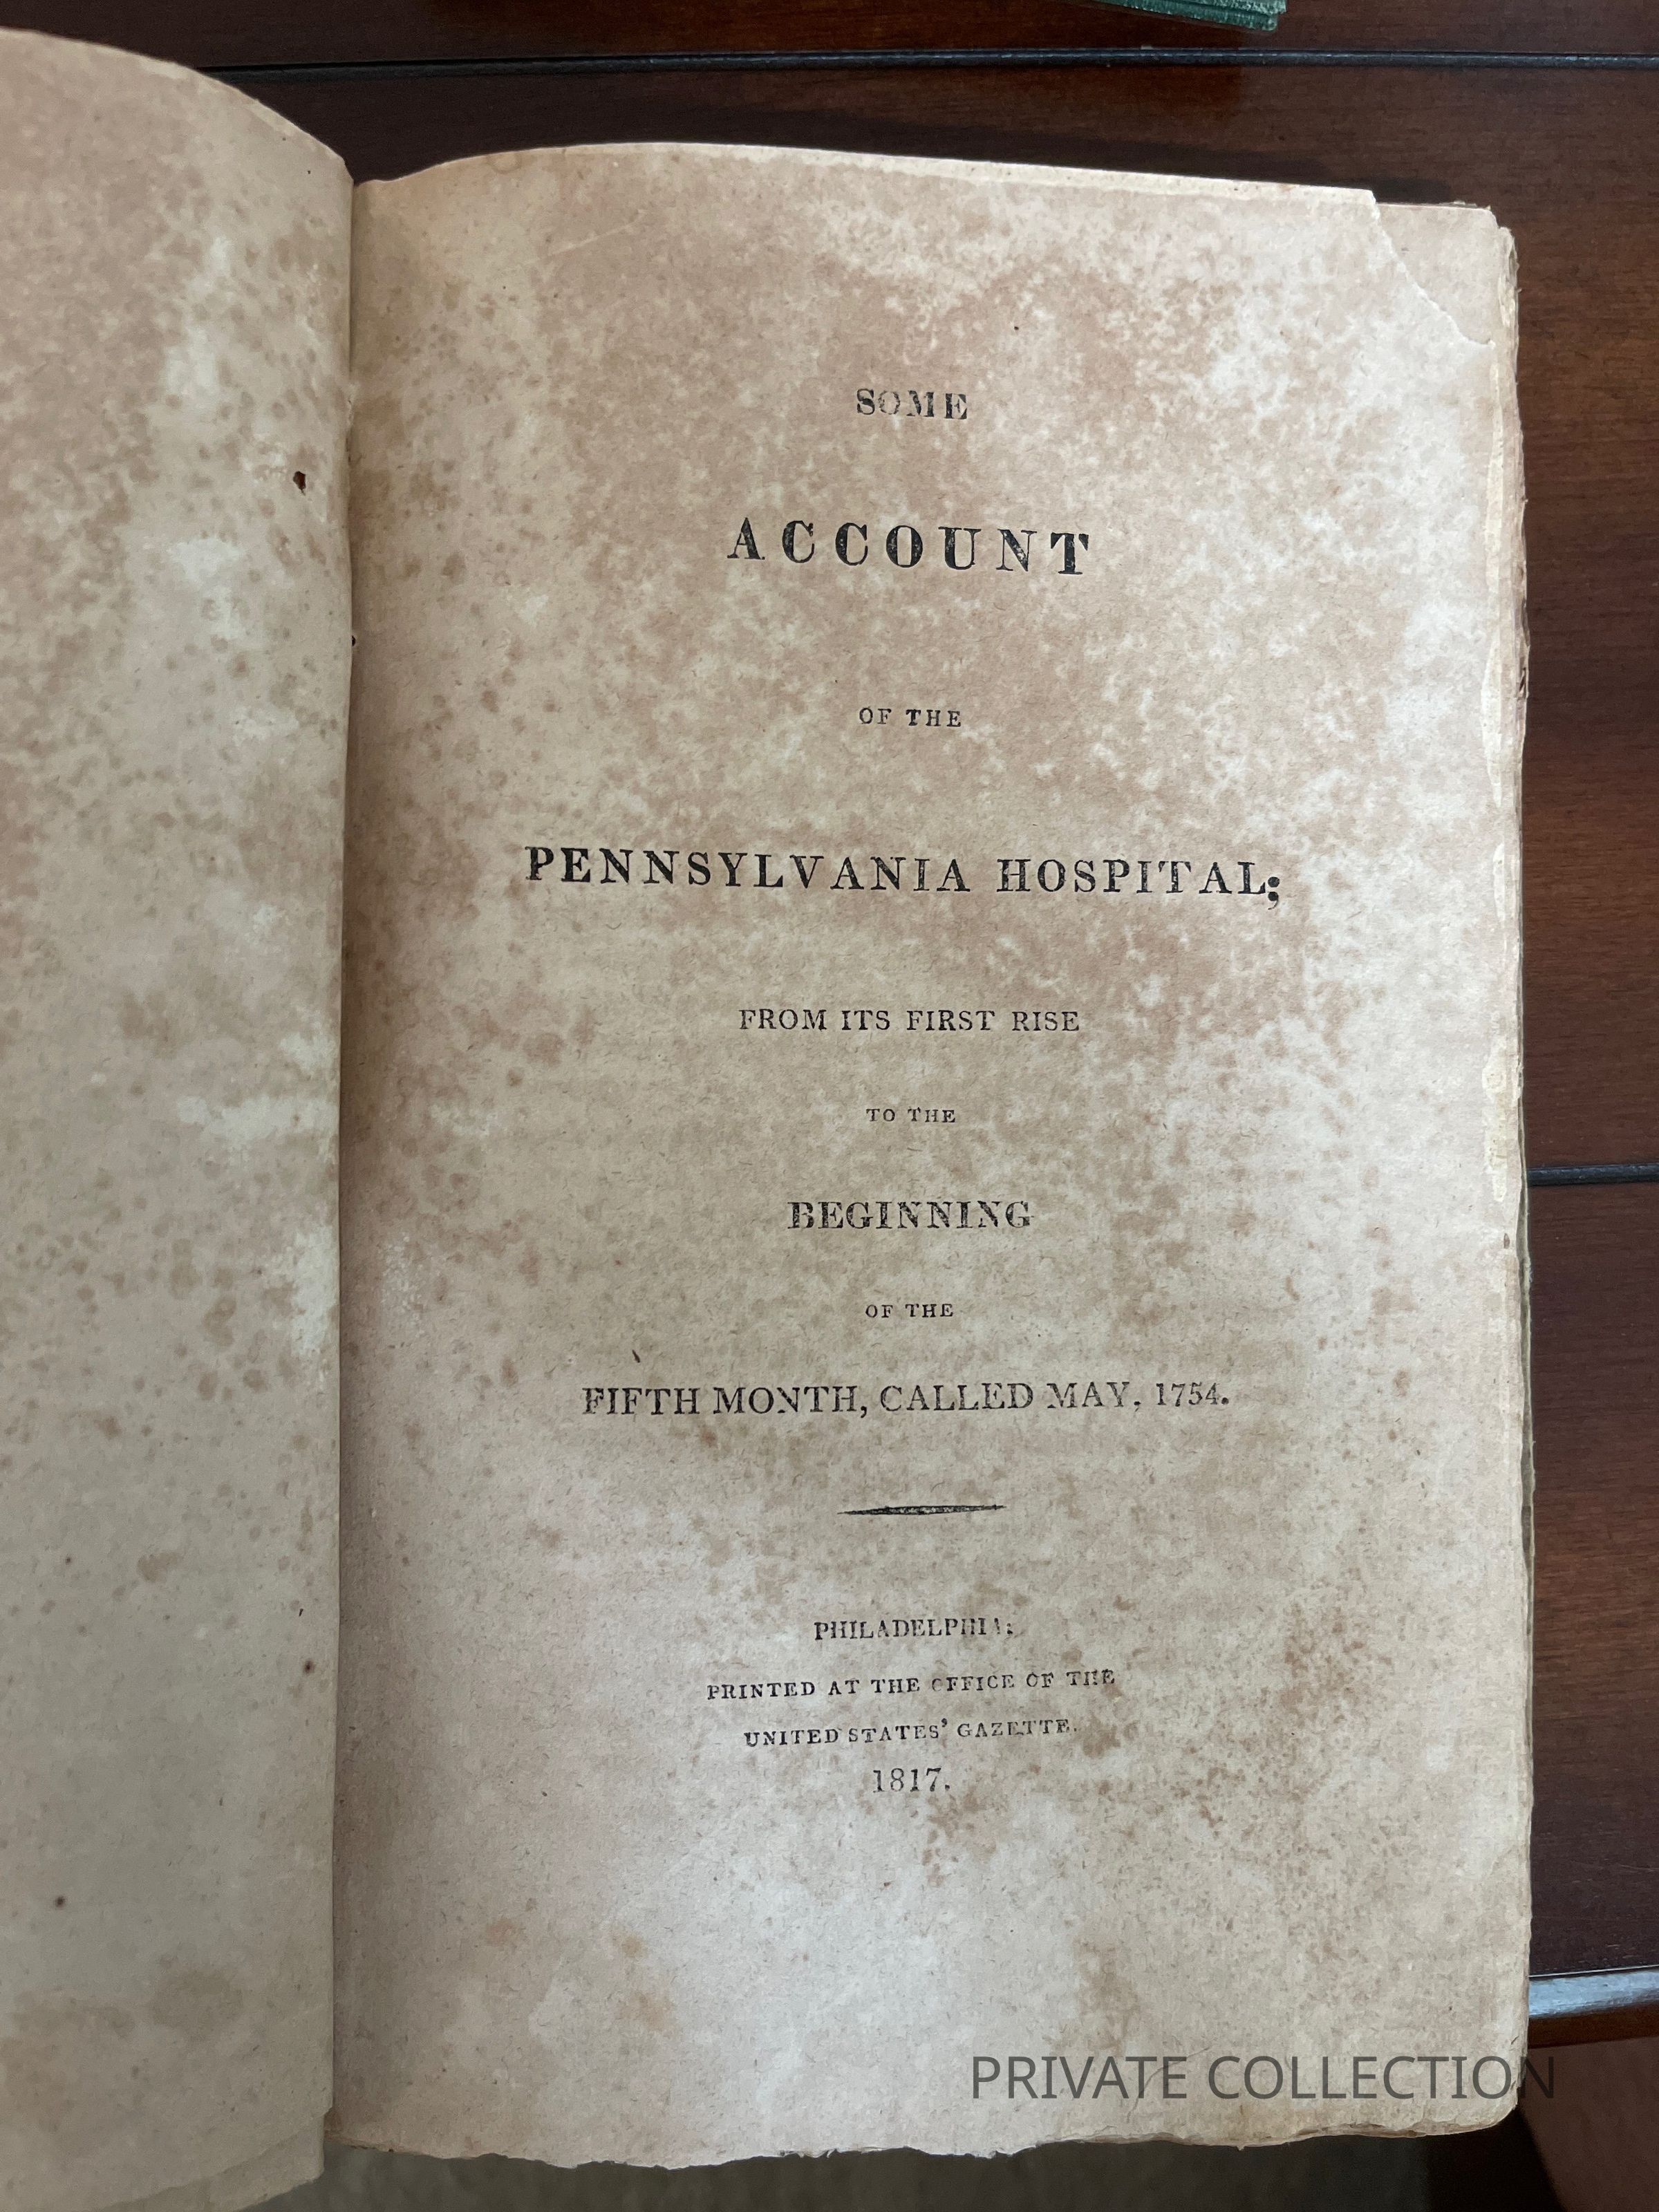 SOME
ACCOUNT
OF THE
PENNSYLVANIA HOSPITAL;
FROM ITS FIRST RISE
TO THE
BEGINNING
OF THE
FIFTH MONTH, CALLED MAY, 1754.
PHILADELPHIA:
PRINTED AT THE OFFICE OF THE
UNITED STATES' GAZETTE.
1817.
PRIVATE COLLECTION